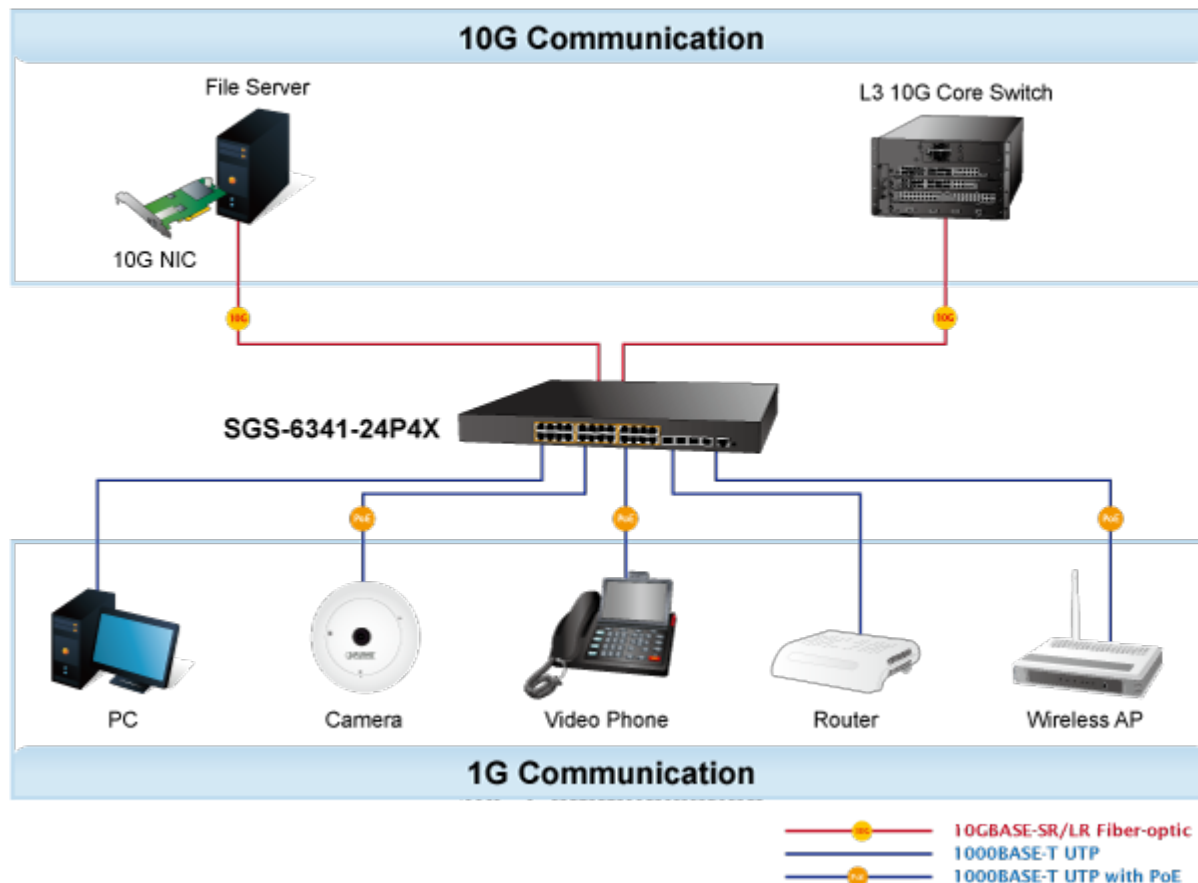 10G Communication
File Server
L3 10G Core Switch
10G NIC
10G
10G
SGS-6341-24P4X
PoE
PoE
PoE
PC
Camera
Video Phone
Router
Wireless AP
1G Communication
10G
10GBASE-SR/LR Fiber-optic
1000BASE-T UTP
PoE
1000BASE-T UTP with PoE